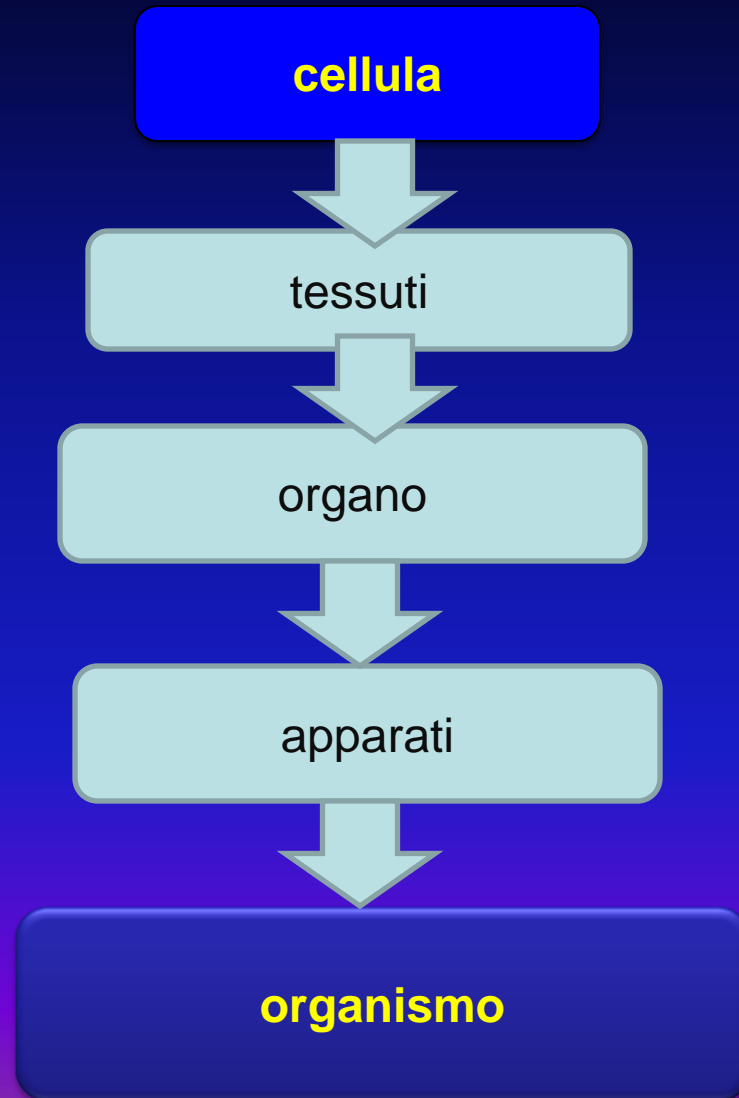 cellula
tessuti
organo
apparati
organismo